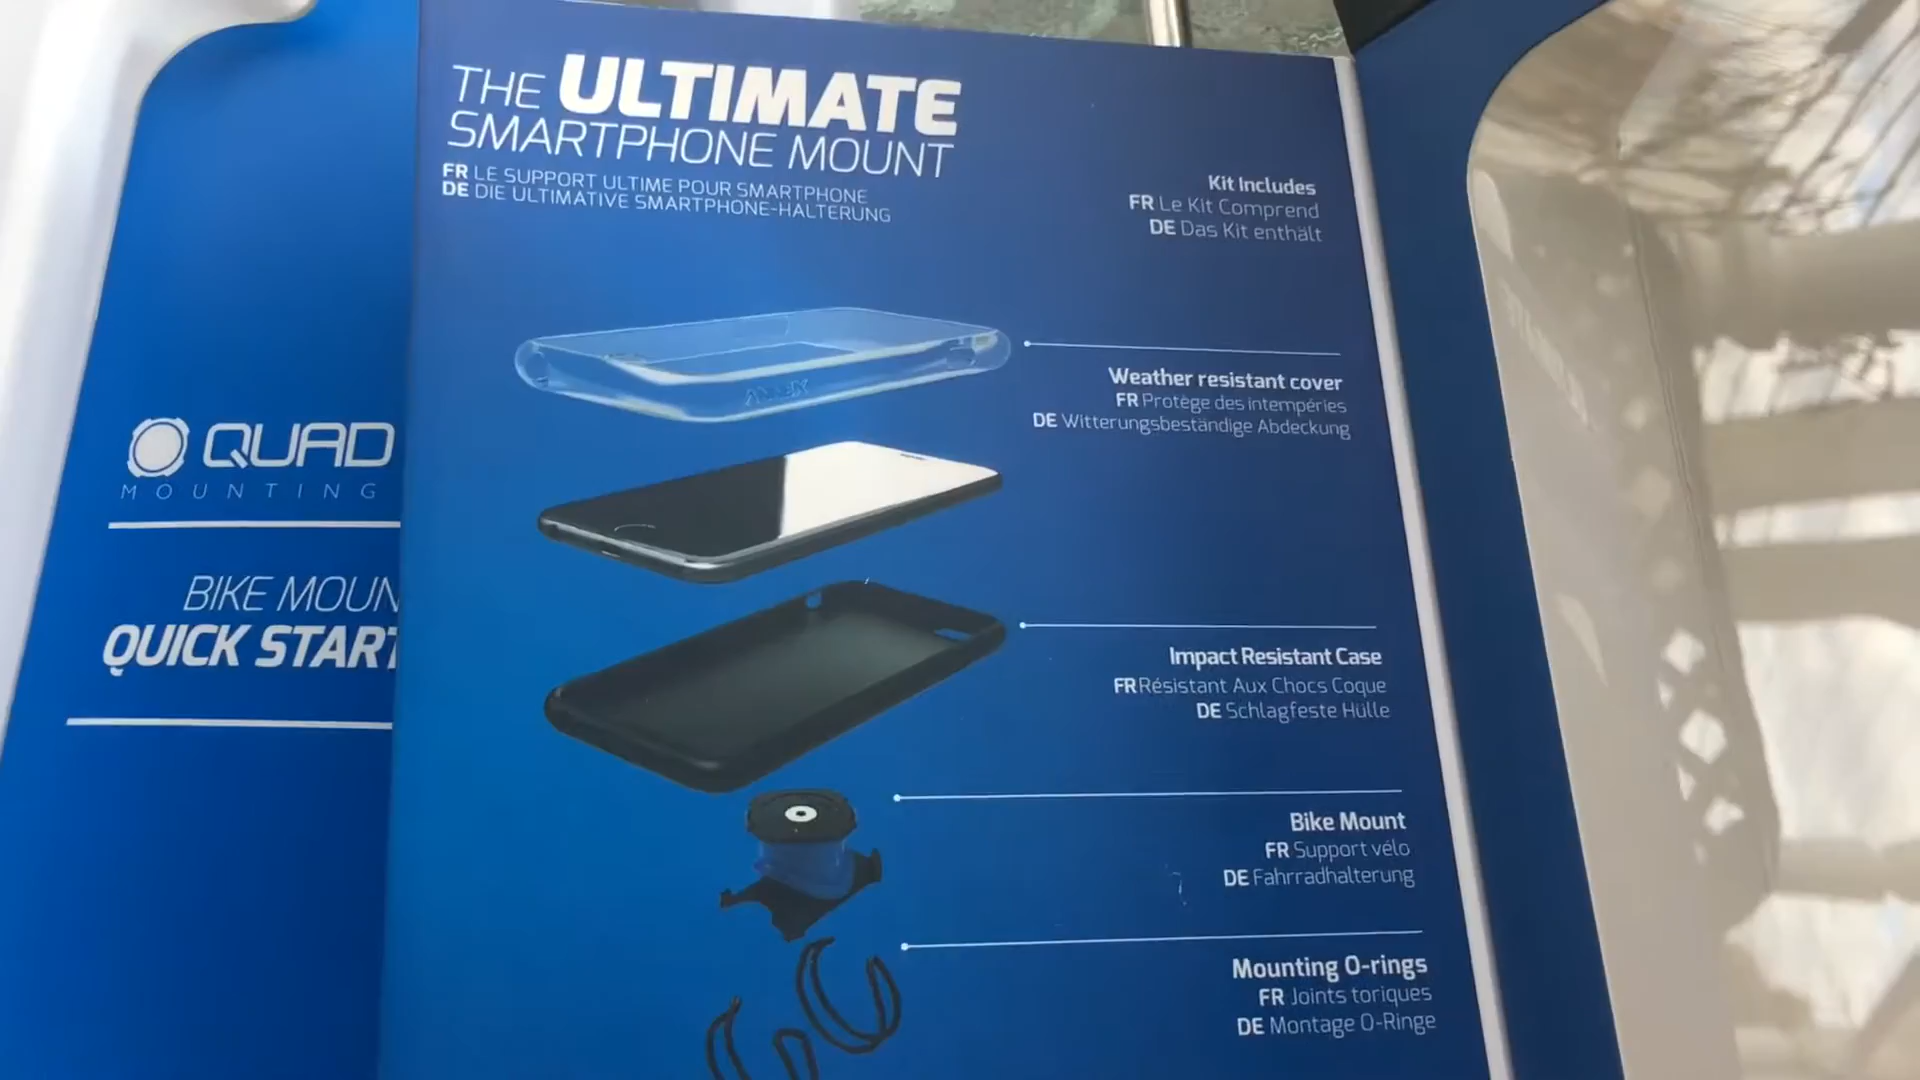 THE ULTIMATE
SMARTPHONE MOUNT
FR LE SUPPORT ULTIME POUR SMARTPHONE
DE DIE ULTIMATIVE SMARTPHONE-HALTERUNG
Kit Includes
FR Le Kit Comprend
DE Das Kit enthält
Weather resistant cover
FR Protège des intempéries
DE Witterungsbeständige Abdeckung
Impact Resistant Case
FR Résistant Aux Chocs Coque
DE Schlagfeste Hülle
Bike Mount
FR Support vélo
DE Fahrradhalterung
Mounting O-rings
FR Joints toriques
DE Montage O-Ringe
QUAD
MOUNTING
BIKE MOUN
QUICK START